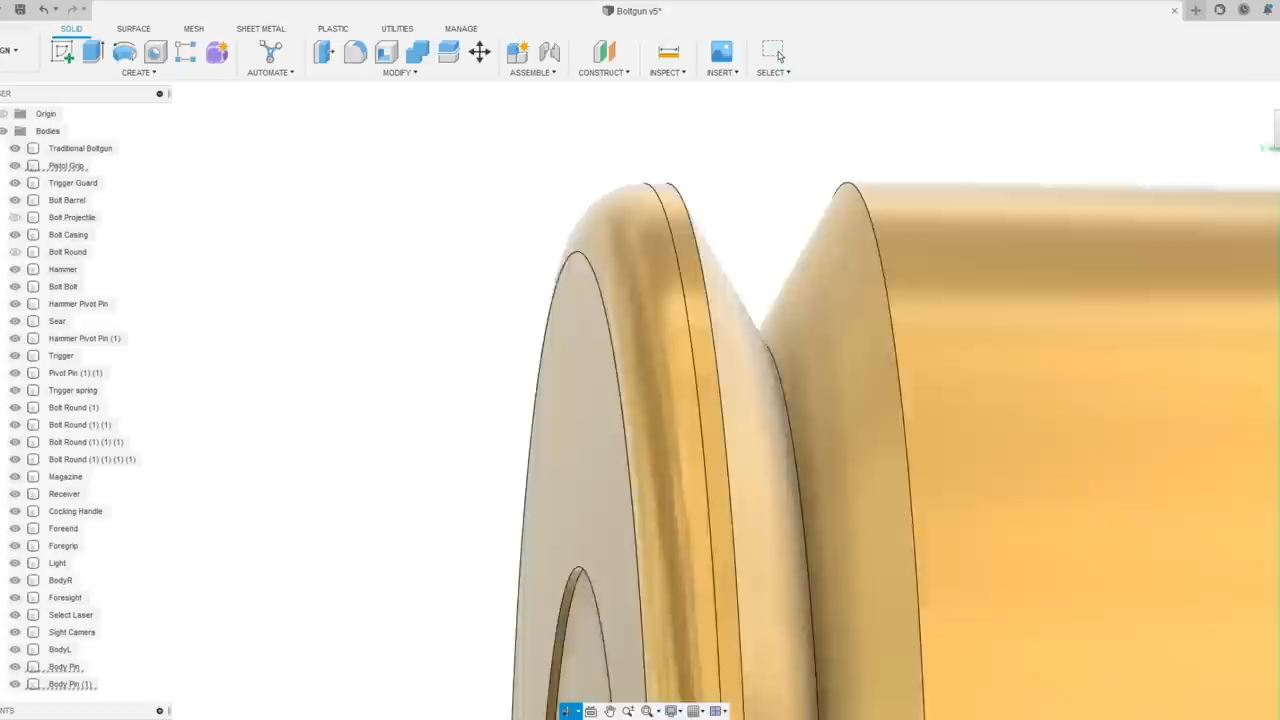 Boltgun v5*
SOLID SURFACE MESH SHEET METAL PLASTIC UTILITIES MANAGE
GN ▾
CREATE ▾ AUTOMATE ▾ MODIFY ▾ ASSEMBLE ▾ CONSTRUCT ▾ INSPECT ▾ INSERT ▾ SELECT ▾
SER
Origin
Bodies
Traditional Boltgun
Pistol Grip
Trigger Guard
Bolt Barrel
Bolt Projectile
Bolt Casing
Bolt Round
Hammer
Bolt Bolt
Hammer Pivot Pin
Sear
Hammer Pivot Pin (1)
Trigger
Pivot Pin (1) (1)
Trigger spring
Bolt Round (1)
Bolt Round (1) (1)
Bolt Round (1) (1) (1)
Bolt Round (1) (1) (1) (1)
Magazine
Receiver
Cocking Handle
Foreend
Foregrip
Light
BodyR
Foresight
Select Laser
Sight Camera
BodyL
Body Pin
Body Pin (1)
NTS
Y